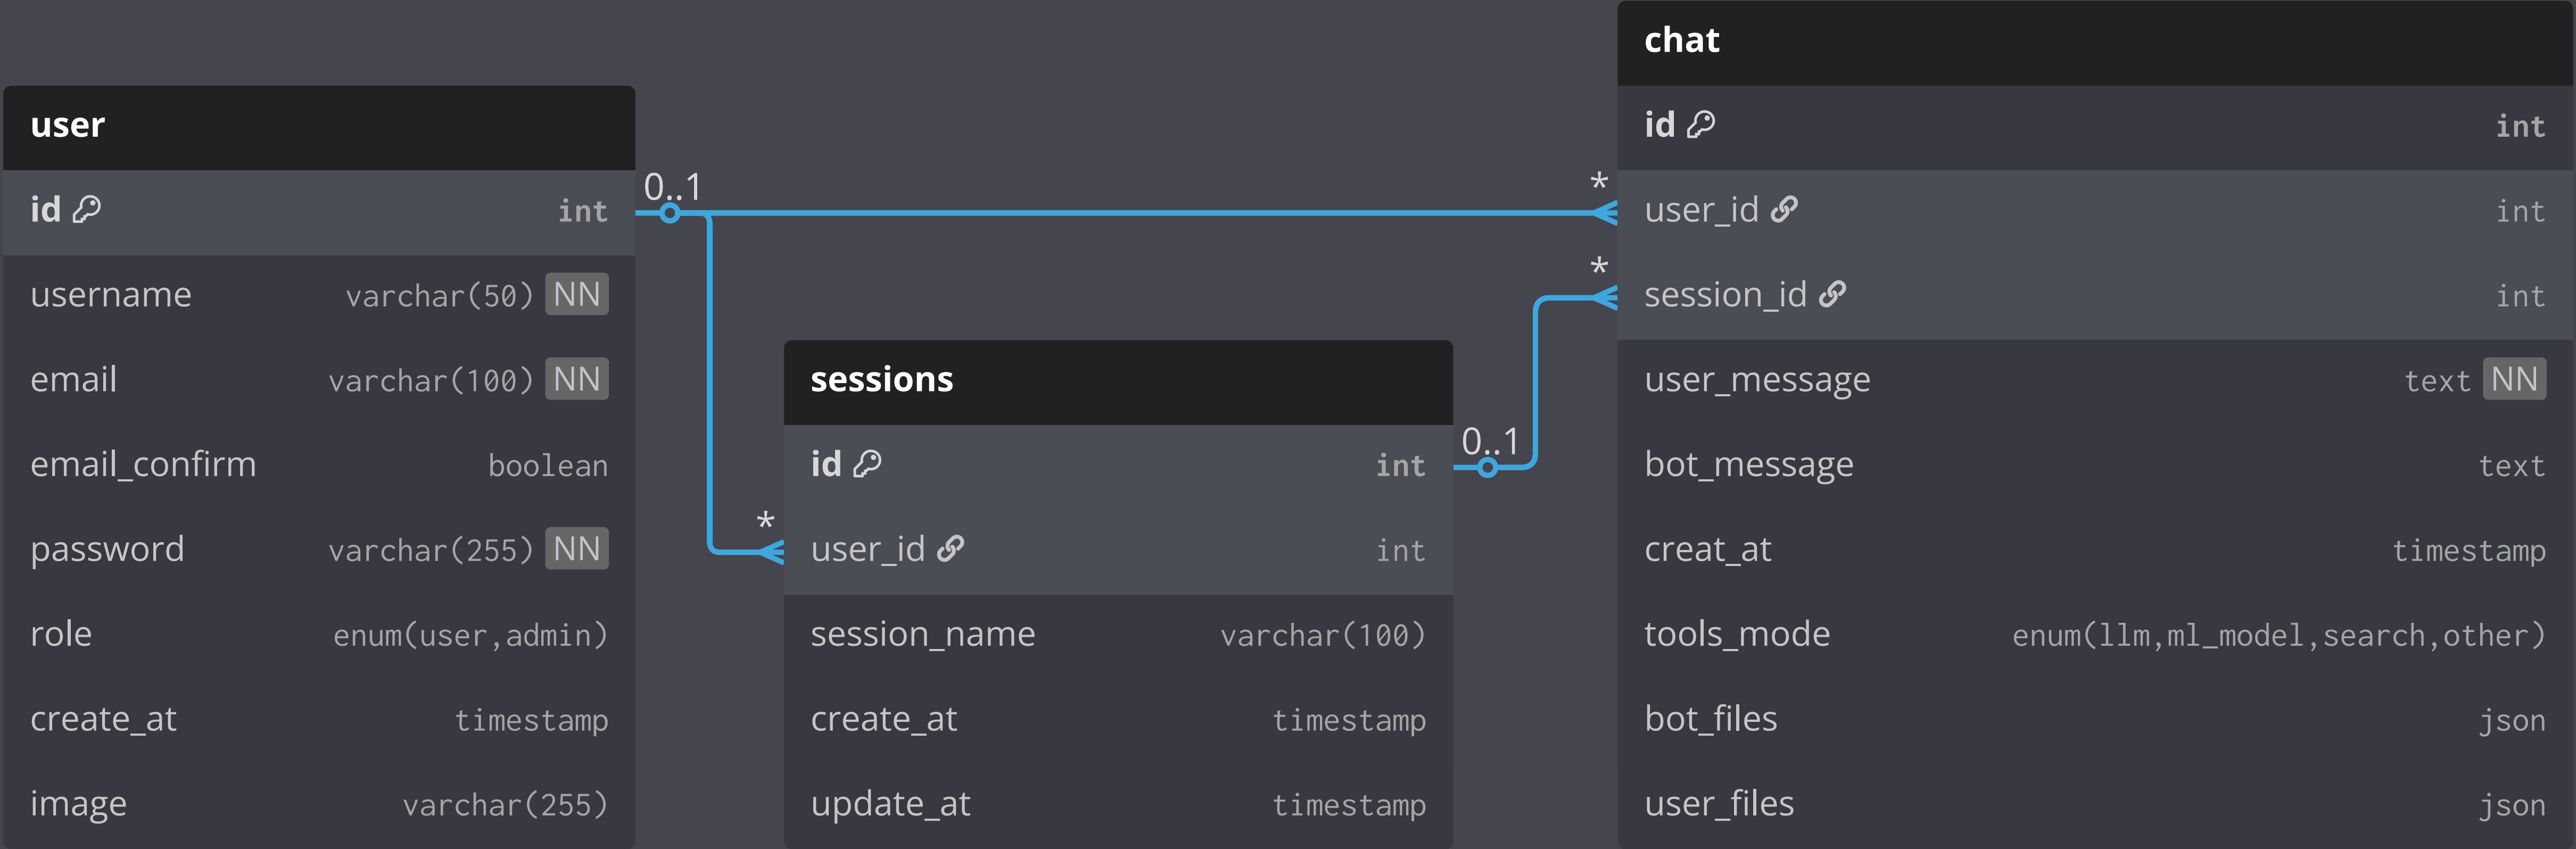 user
id int
username varchar(50) NN
email varchar(100) NN
email_confirm boolean
password varchar(255) NN
role enum(user,admin)
create_at timestamp
image varchar(255)
0..1
*
sessions
id int
user_id int
session_name varchar(100)
create_at timestamp
update_at timestamp
0..1
*
*
chat
id int
user_id int
session_id int
user_message text NN
bot_message text
creat_at timestamp
tools_mode enum(llm,ml_model,search,other)
bot_files json
user_files json